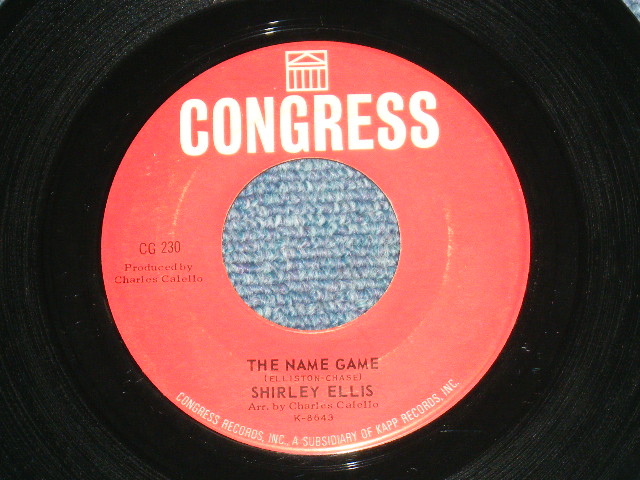 CONGRESS
CG 230
Produced by
Charles Calello
THE NAME GAME
(ELLISTON-CHASE)
SHIRLEY ELLIS
Arr. by Charles Calello
K-8643
CONGRESS RECORDS, INC., A SUBSIDIARY OF KAPP RECORDS, INC.